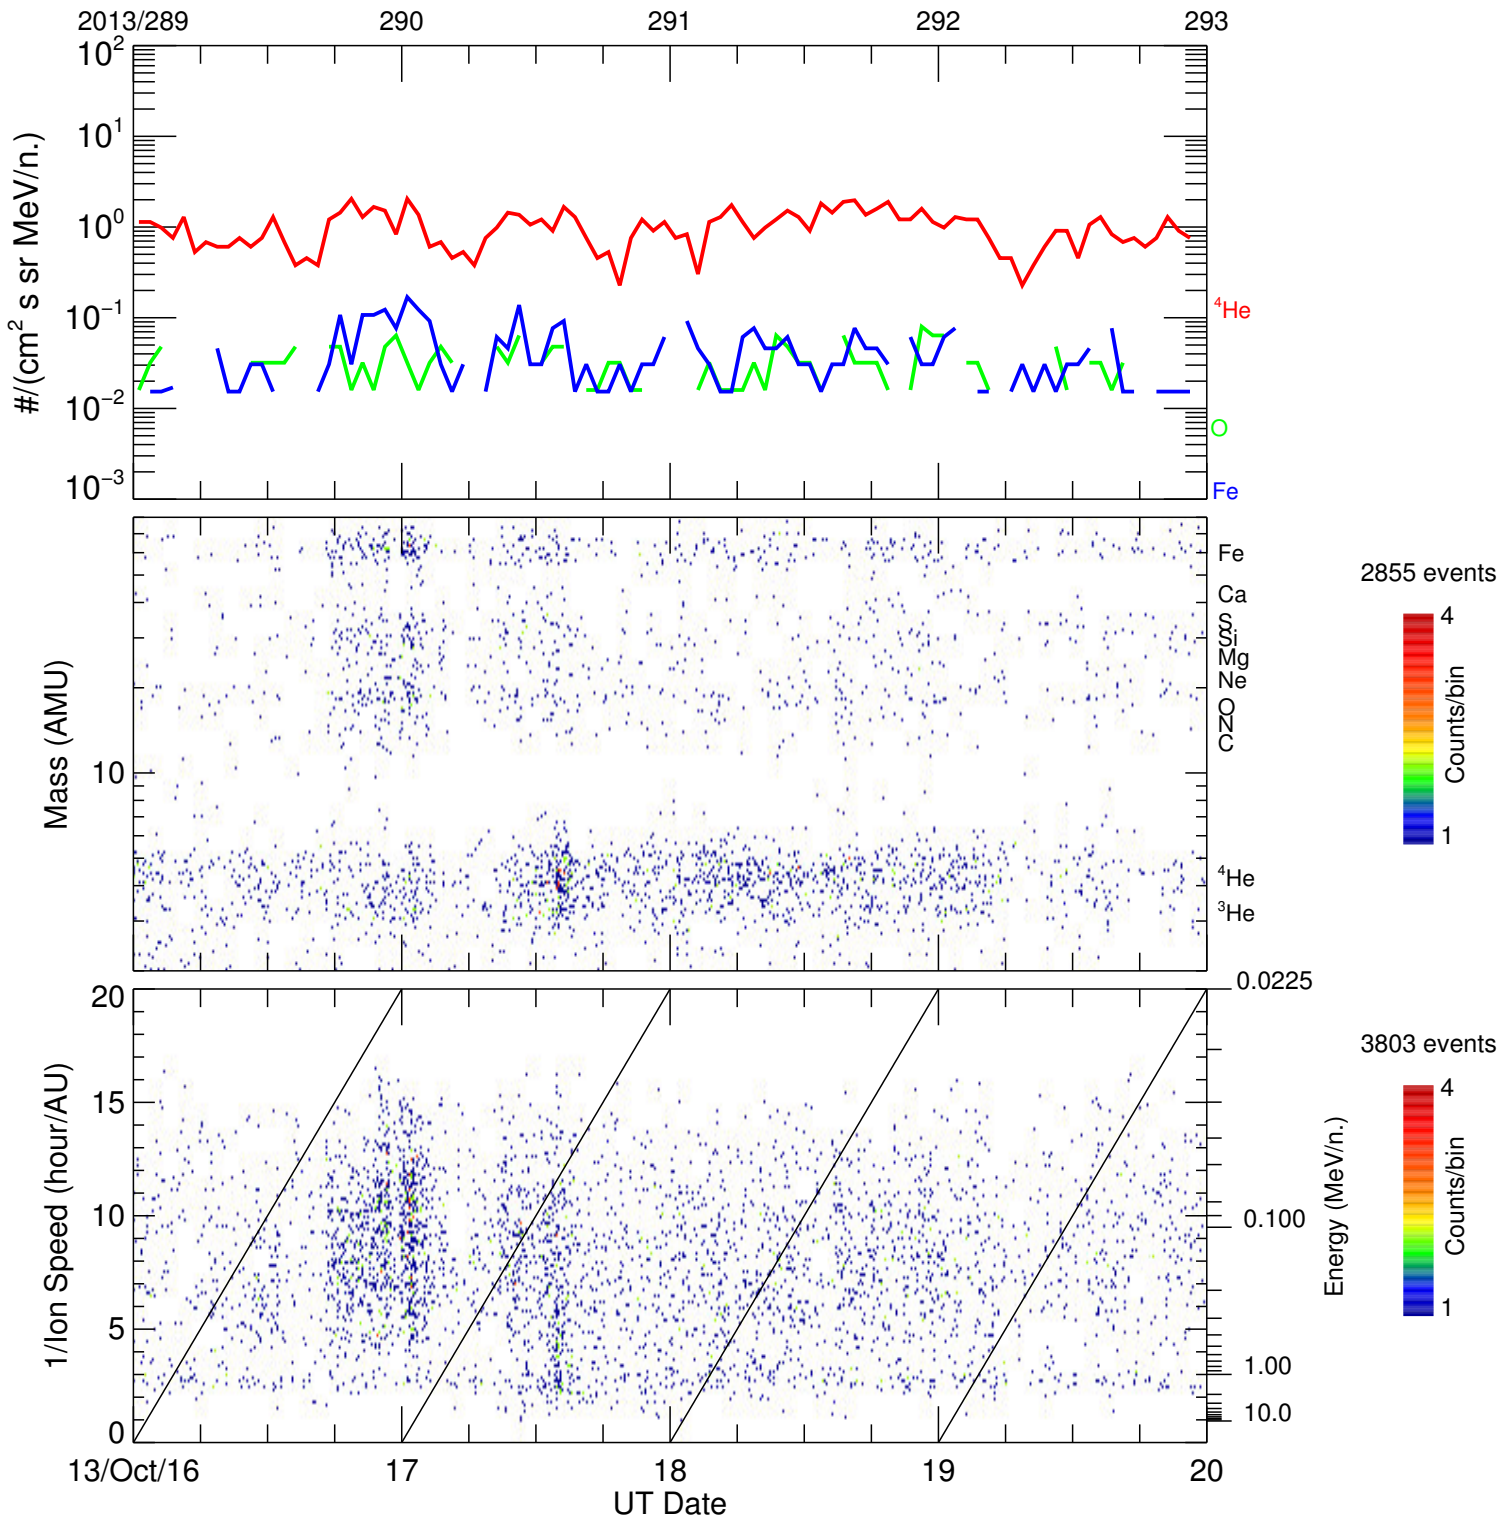 2013/289 290 291 292 293
10²
10¹
10⁰
10⁻¹
10⁻²
10⁻³
#/(cm² s sr MeV/n.)
⁴He
O
Fe
Mass (AMU)
10
Fe
Ca
S
Si
Mg
Ne
O
N
C
⁴He
³He
2855 events
4
Counts/bin
1
1/Ion Speed (hour/AU)
20
15
10
5
0
0.0225
0.100
1.00
10.0
Energy (MeV/n.)
3803 events
4
Counts/bin
1
13/Oct/16 17 18 19 20
UT Date